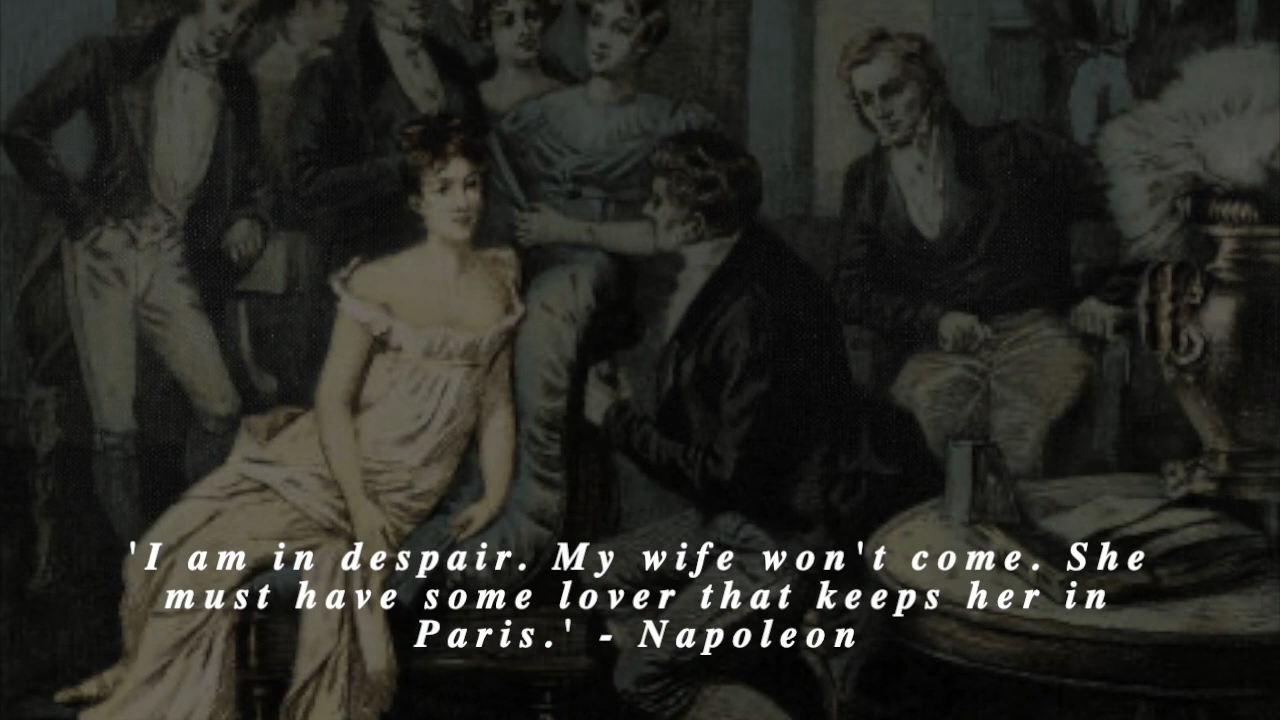 'I am in despair. My wife won't come. She
must have some lover that keeps her in
Paris.' - Napoleon